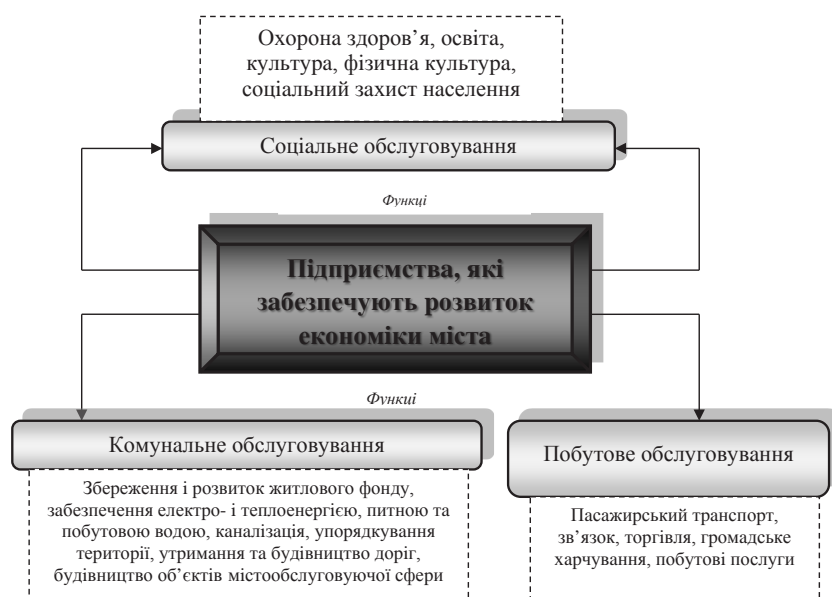 Охорона здоров’я, освіта,
культура, фізична культура,
соціальний захист населення
Соціальне обслуговування
Функці
Підприємства, які
забезпечують розвиток
економіки міста
Функці
Комунальне обслуговування
Збереження і розвиток житлового фонду,
забезпечення електро- і теплоенергією, питною та
побутовою водою, каналізація, упорядкування
території, утримання та будівництво доріг,
будівництво об’єктів містообслуговуючої сфери
Побутове обслуговування
Пасажирський транспорт,
зв’язок, торгівля, громадське
харчування, побутові послуги